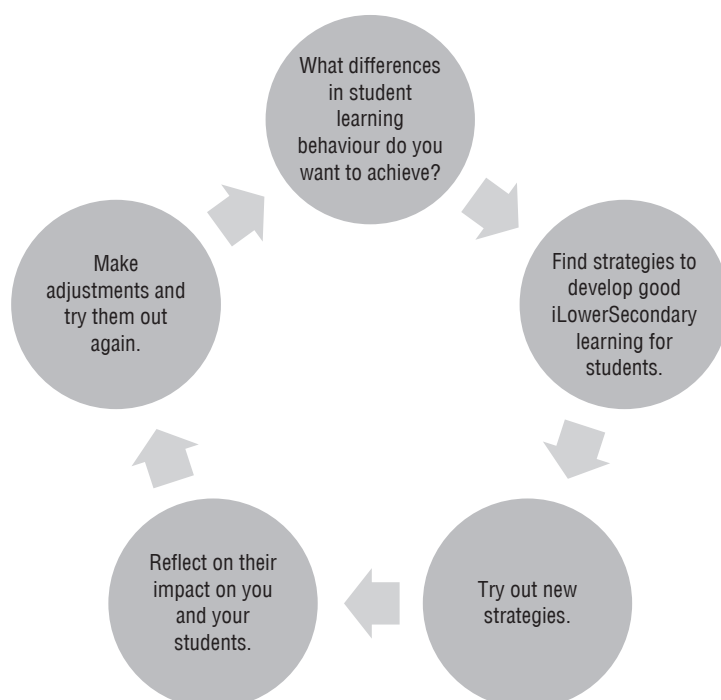 What differences
in student
learning
behaviour do you
want to achieve?
Find strategies to
develop good
iLowerSecondary
learning for
students.
Try out new
strategies.
Reflect on their
impact on you
and your
students.
Make
adjustments and
try them out
again.